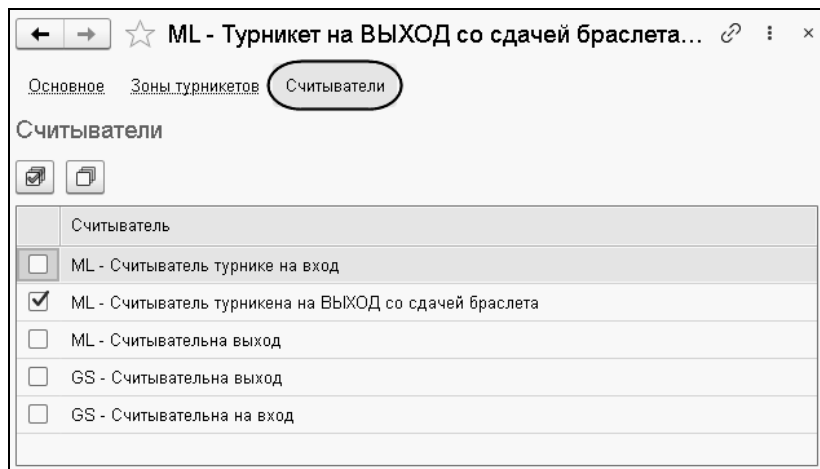 ML - Турникет на ВЫХОД со сдачей браслета...
Основное Зоны турникетов Считыватели
Считыватели
Считыватель
ML - Считыватель турнике на вход
ML - Считыватель турникена на ВЫХОД со сдачей браслета
ML - Считывательна выход
GS - Считывательна выход
GS - Считывательна на вход